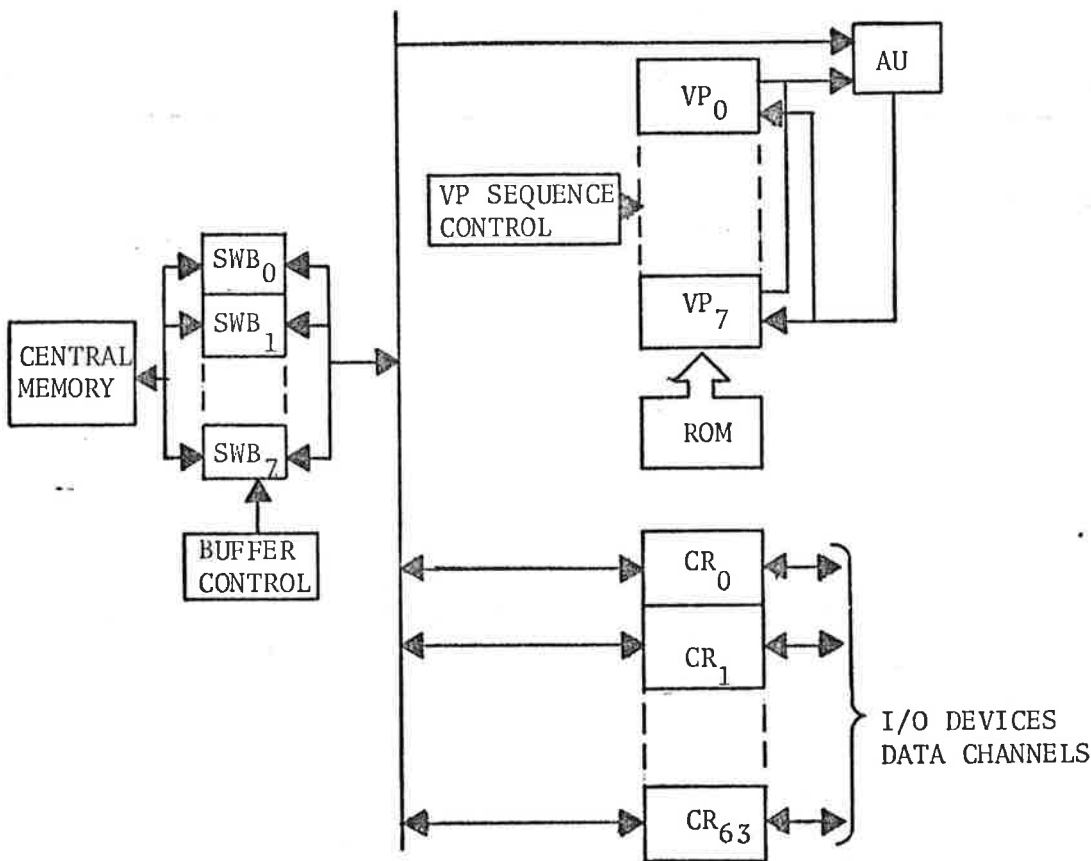 AU
VP0
VP SEQUENCE
CONTROL
VP7
ROM
SWB0
SWB1
SWB7
CENTRAL
MEMORY
BUFFER
CONTROL
CR0
CR1
CR63
I/O DEVICES
DATA CHANNELS